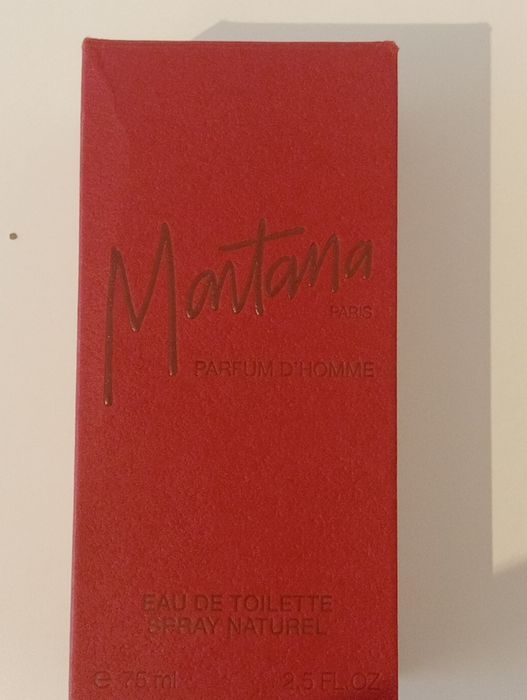 Montana
PARIS
PARFUM D'HOMME
EAU DE TOILETTE
SPRAY NATUREL
℮ 75 ml 2.5 FL.OZ